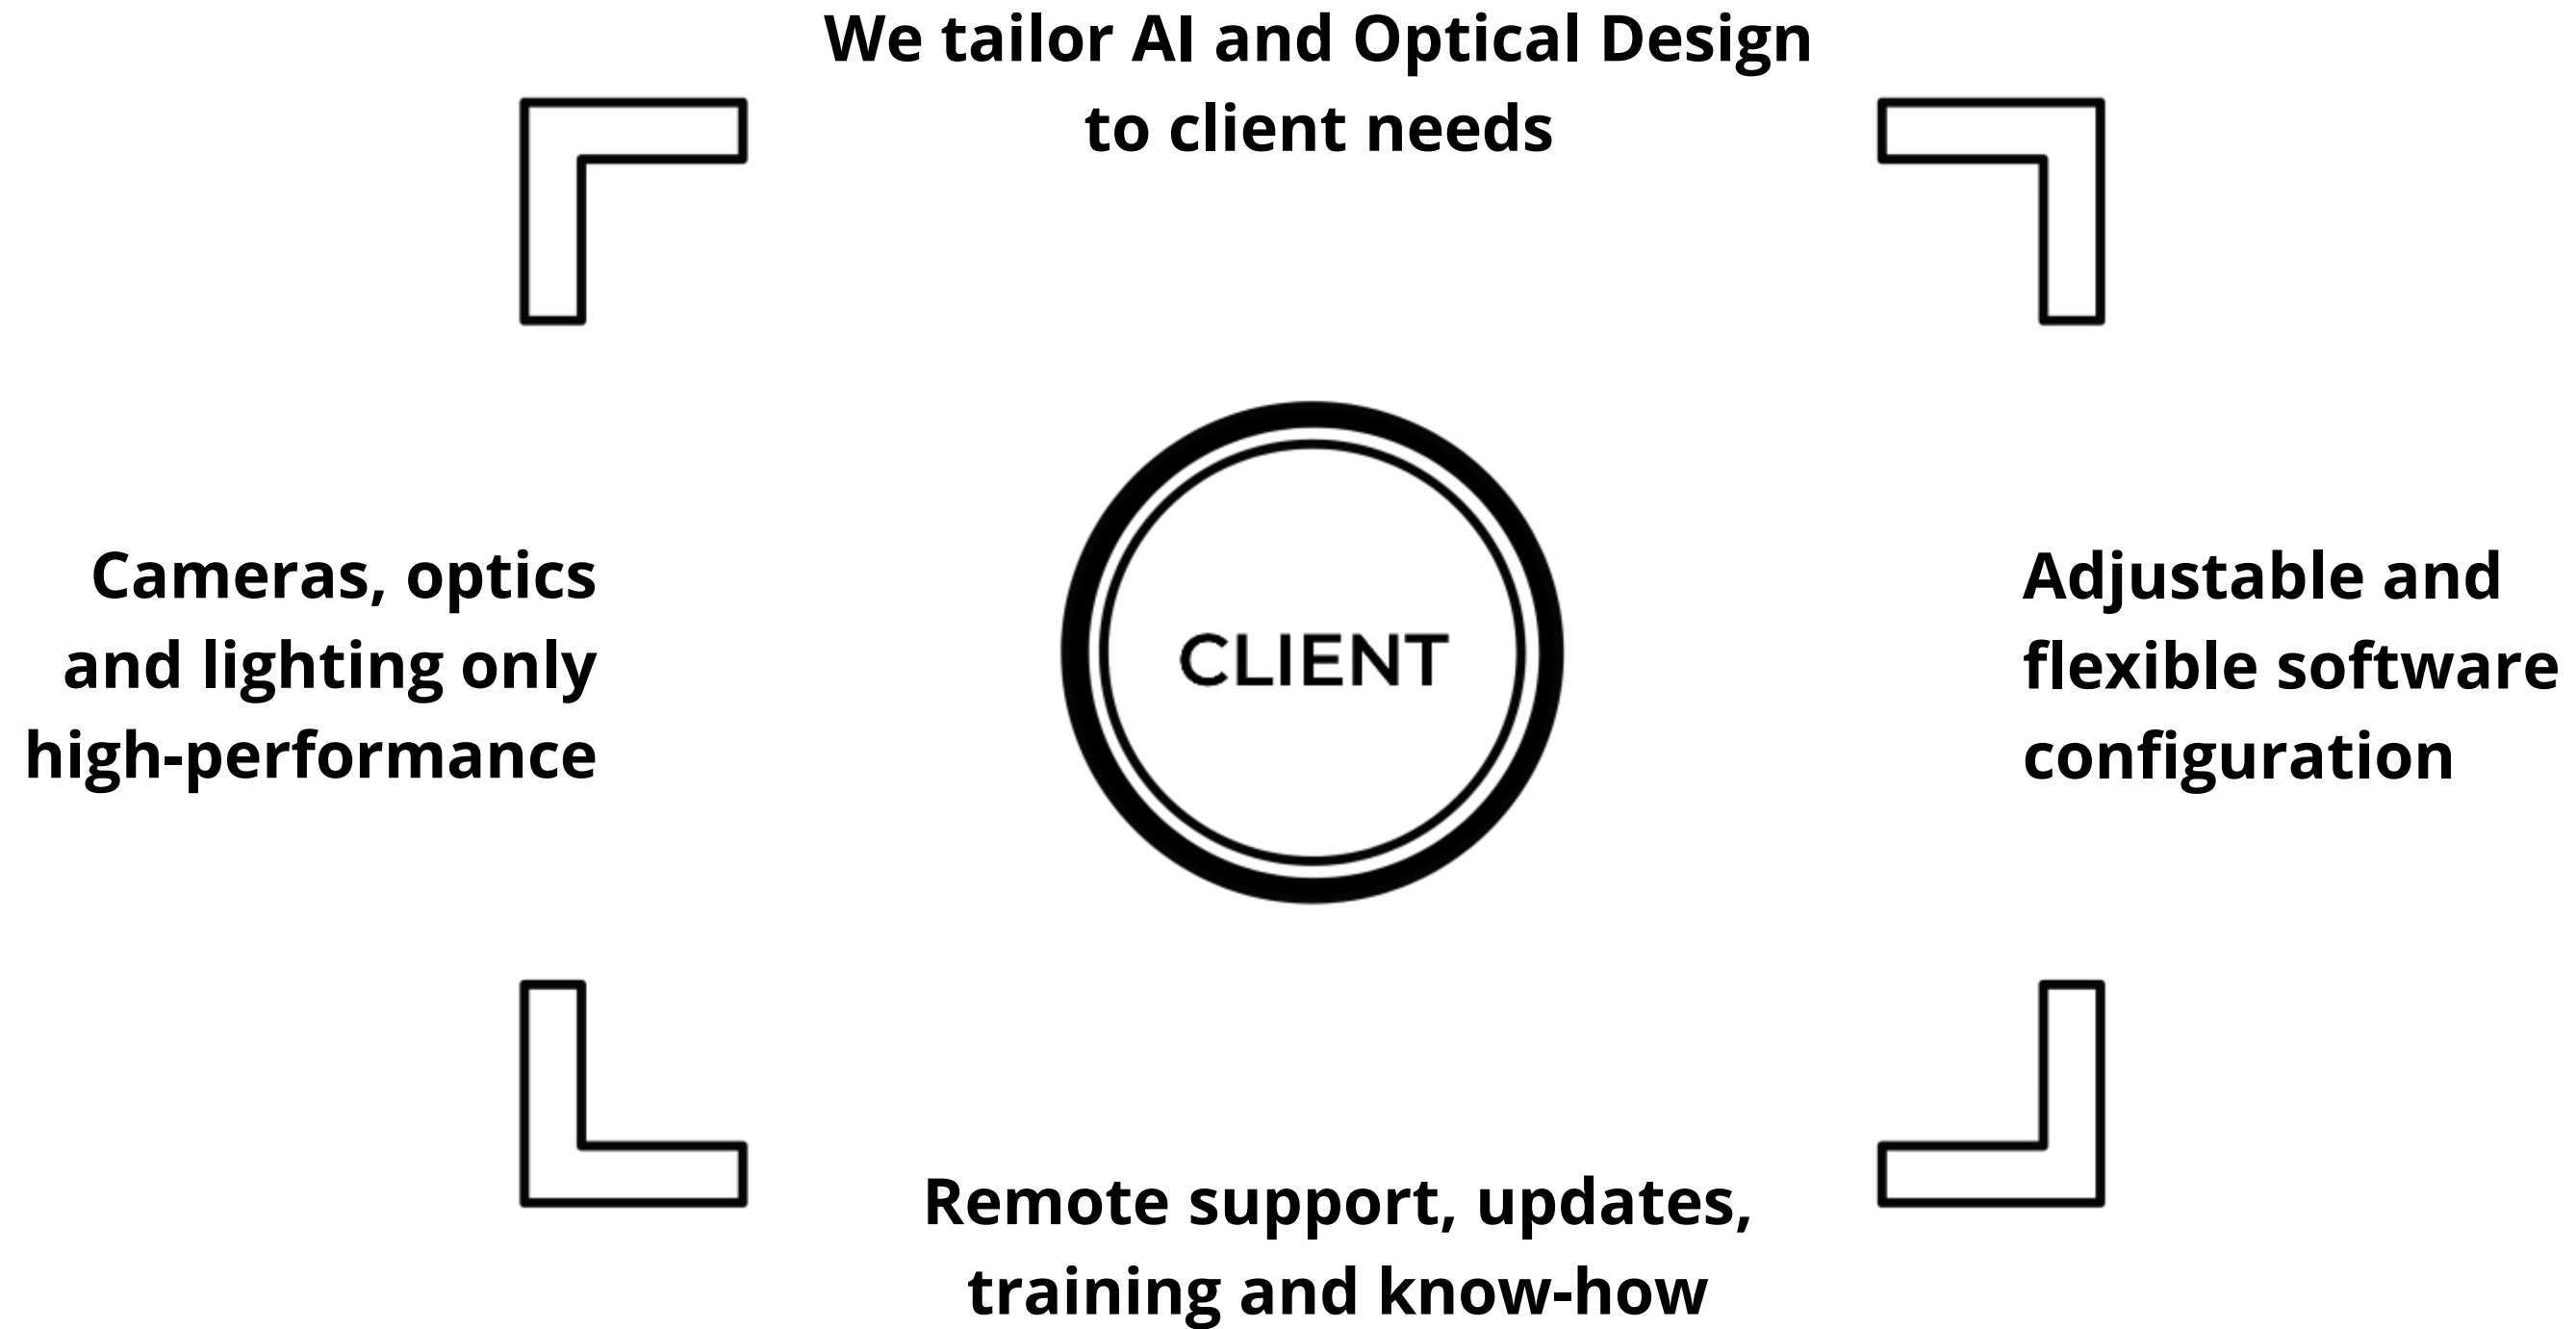 We tailor AI and Optical Design
to client needs
Cameras, optics
and lighting only
high-performance
CLIENT
Adjustable and
flexible software
configuration
Remote support, updates,
training and know-how